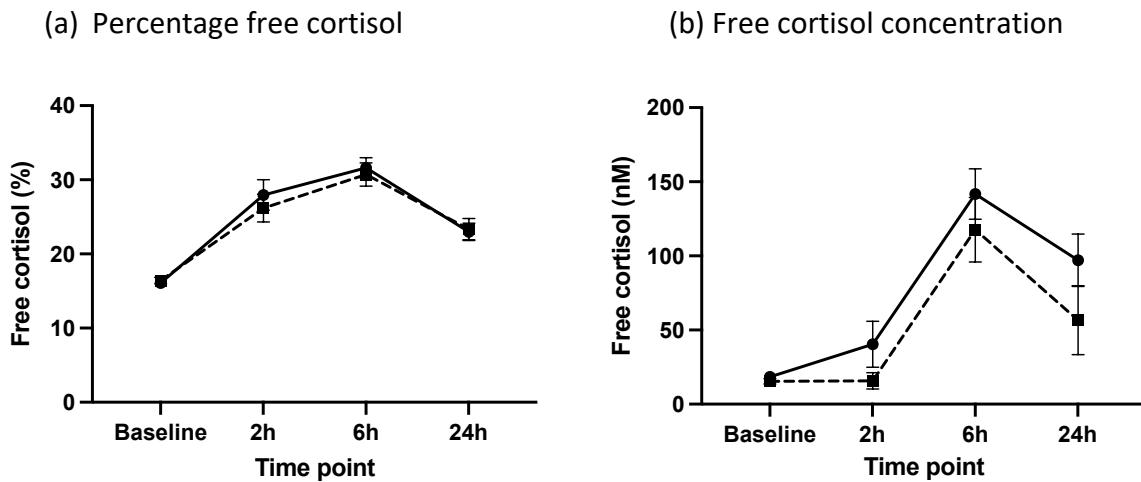 (a) Percentage free cortisol
Free cortisol (%)
40
30
20
10
0
Baseline 2h 6h 24h
Time point
(b) Free cortisol concentration
Free cortisol (nM)
200
150
100
50
0
Baseline 2h 6h 24h
Time point